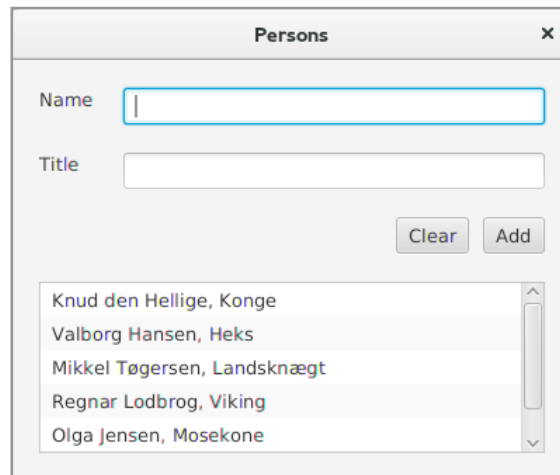 Persons
Name
Title
Clear Add
Knud den Hellige, Konge
Valborg Hansen, Heks
Mikkel Tøgersen, Landsknægt
Regnar Lodbrog, Viking
Olga Jensen, Mosekone